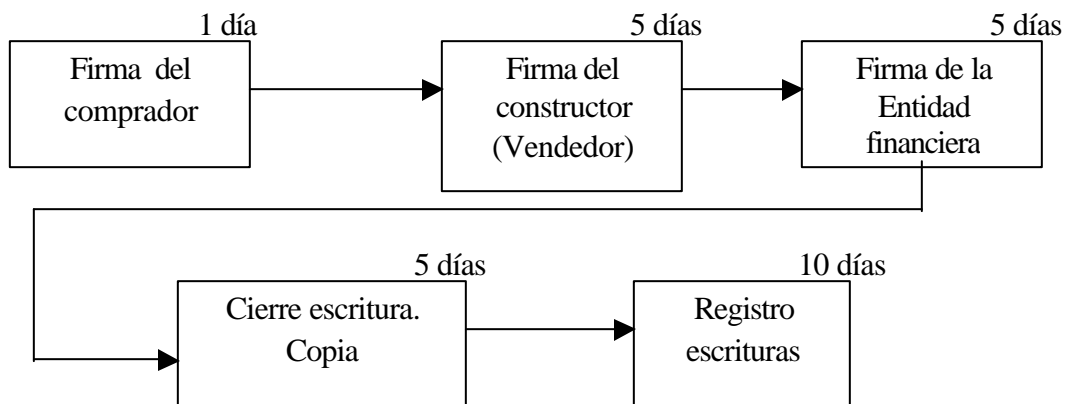 1 día
Firma del
comprador
5 días
Firma del
constructor
(Vendedor)
5 días
Firma de la
Entidad
financiera
5 días
Cierre escritura.
Copia
10 días
Registro
escrituras